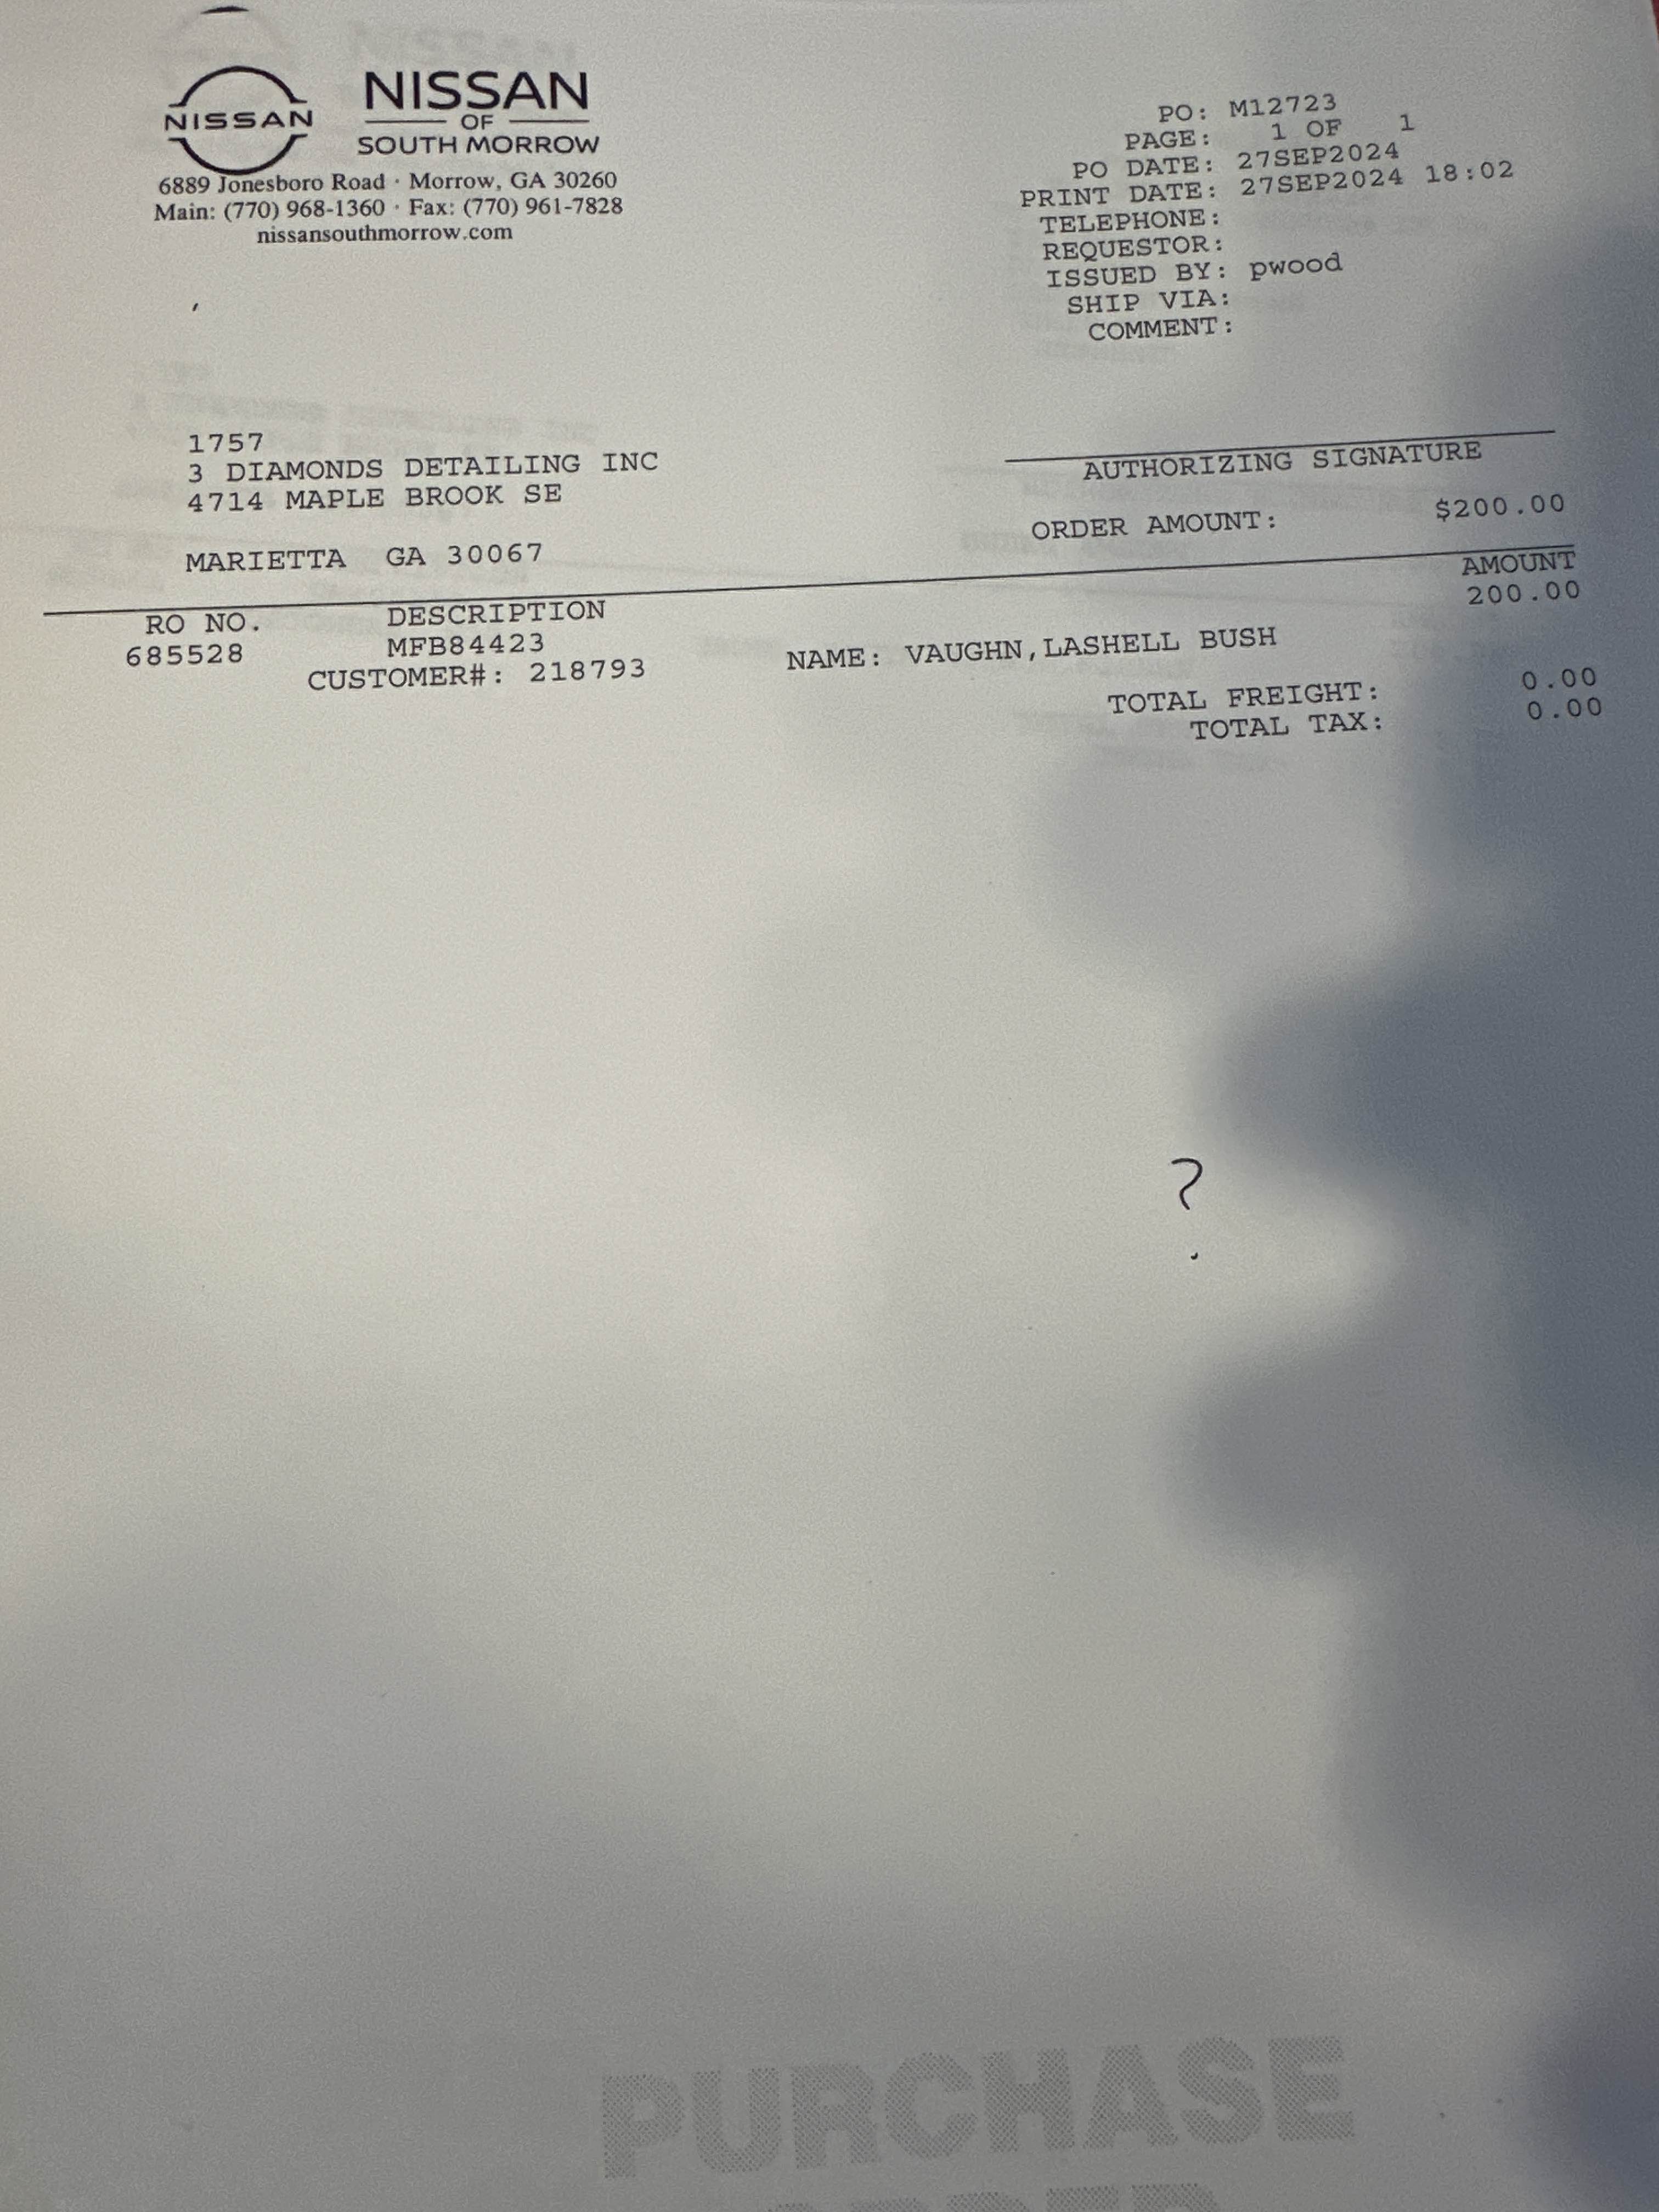 NISSAN
NISSAN
OF
SOUTH MORROW
6889 Jonesboro Road · Morrow, GA 30260
Main: (770) 968-1360 · Fax: (770) 961-7828
nissansouthmorrow.com
PO: M12723
PAGE: 1 OF 1
PO DATE: 27SEP2024
PRINT DATE: 27SEP2024 18:02
TELEPHONE:
REQUESTOR:
ISSUED BY: pwood
SHIP VIA:
COMMENT:
1757
3 DIAMONDS DETAILING INC
4714 MAPLE BROOK SE
MARIETTA GA 30067
AUTHORIZING SIGNATURE
ORDER AMOUNT: $200.00
RO NO. DESCRIPTION AMOUNT
685528 MFB84423 200.00
CUSTOMER#: 218793 NAME: VAUGHN,LASHELL BUSH
TOTAL FREIGHT: 0.00
TOTAL TAX: 0.00
?
PURCHASE
ORDER